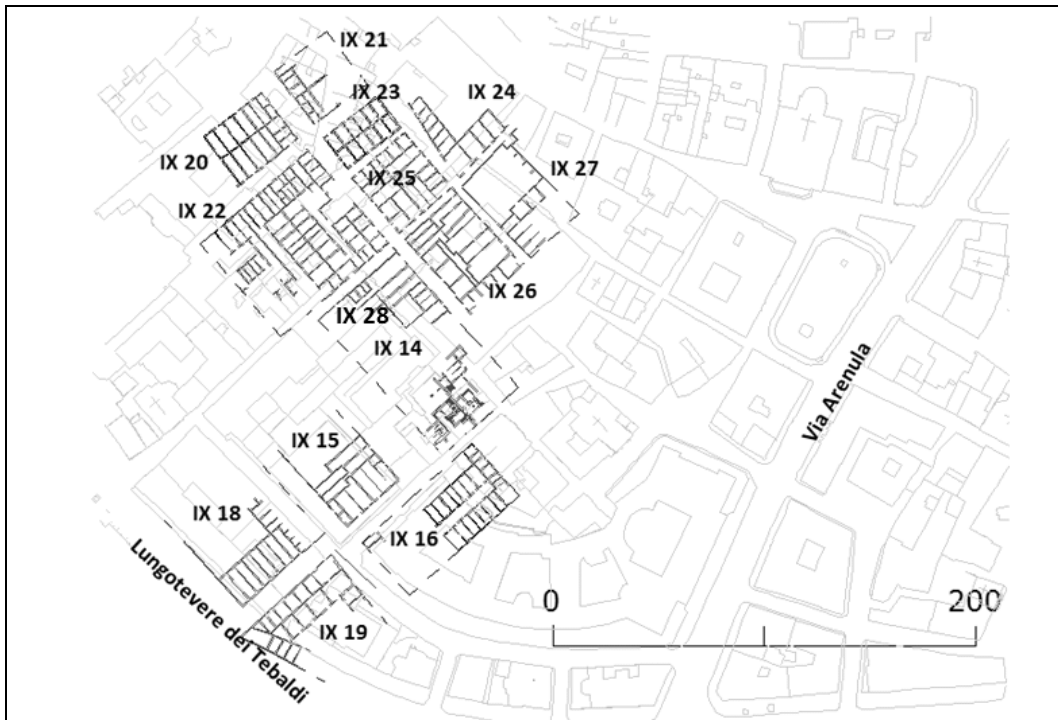 IX 21
IX 23
IX 24
IX 20
IX 27
IX 25
IX 22
IX 26
IX 28
IX 14
IX 15
Via Arenula
IX 18
IX 16
Lungotevere dei Tebaldi
IX 19
0
200